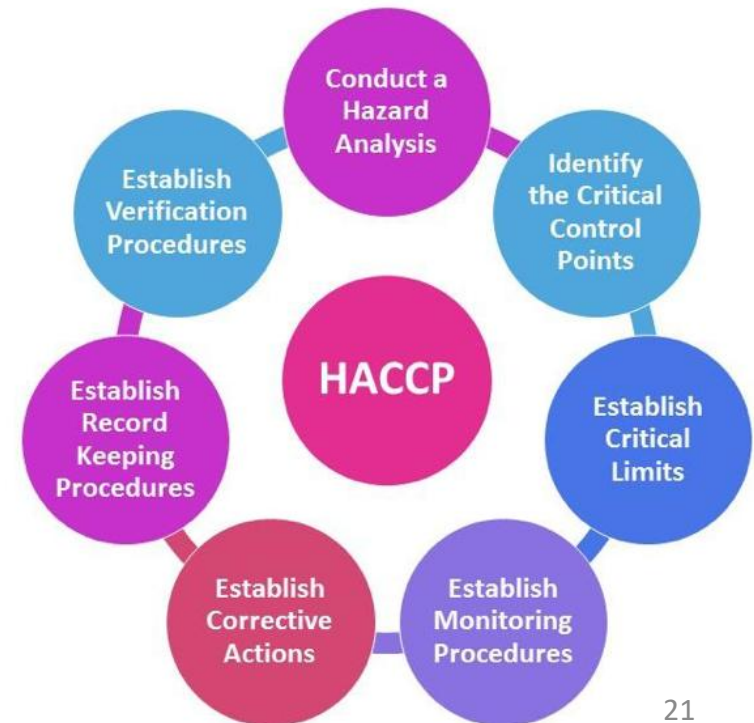 Conduct a
Hazard
Analysis
Identify
the Critical
Control
Points
Establish
Critical
Limits
Establish
Monitoring
Procedures
Establish
Corrective
Actions
Establish
Record
Keeping
Procedures
Establish
Verification
Procedures
HACCP
21